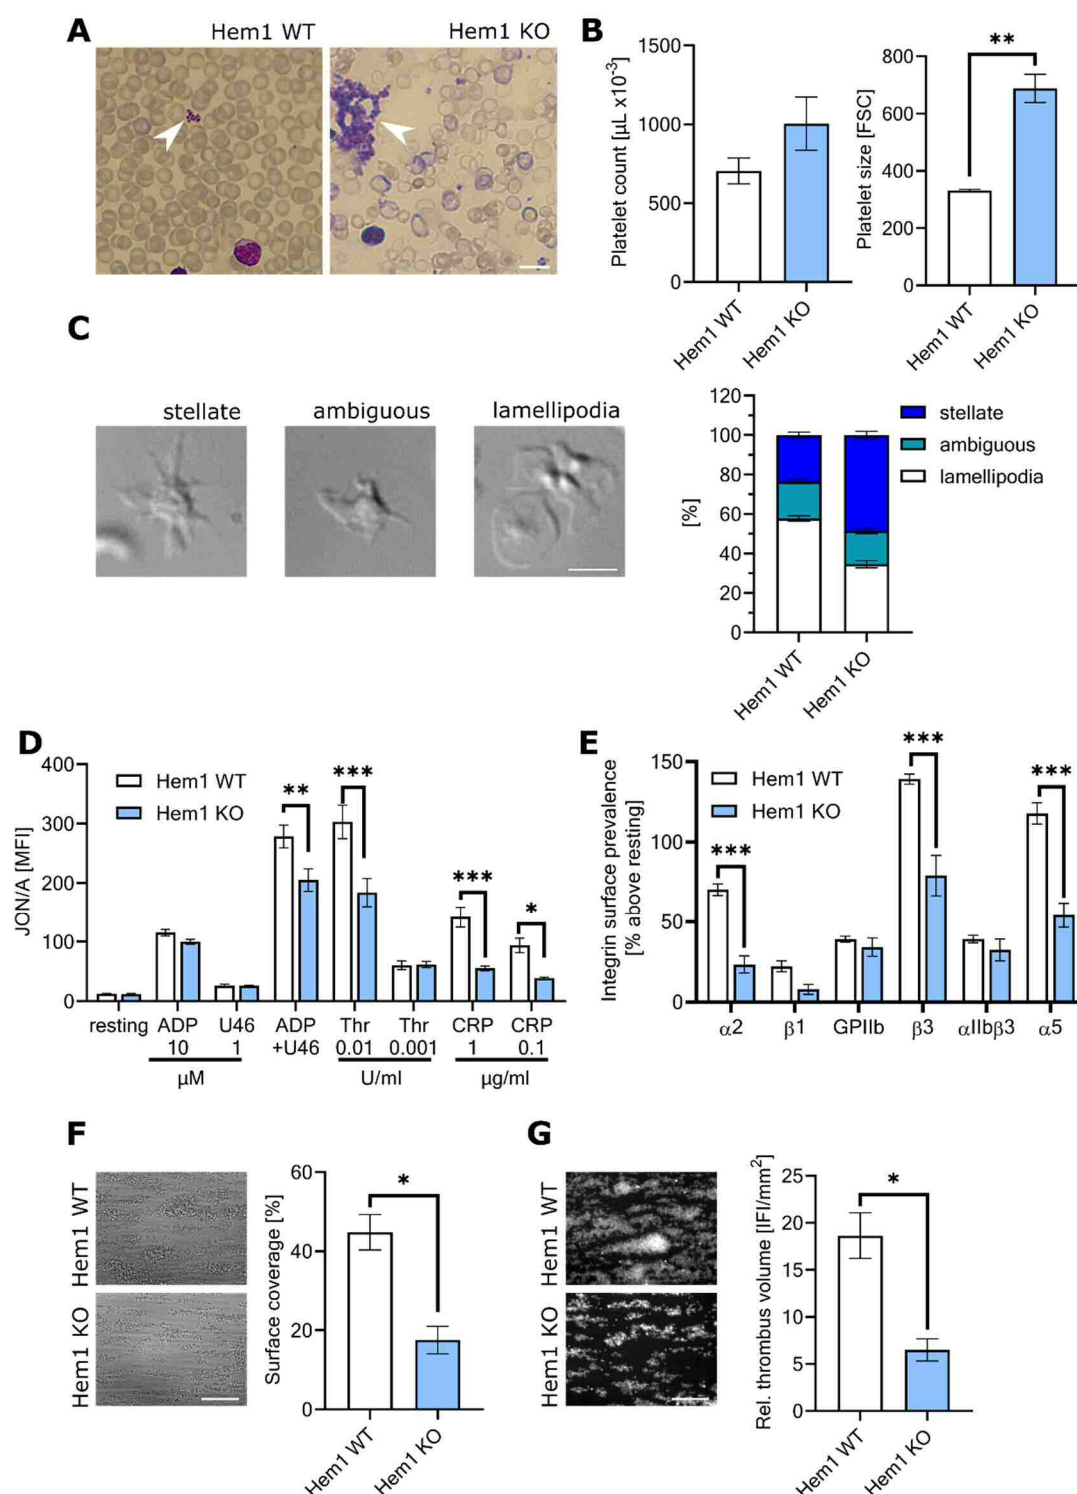 A
Hem1 WT
Hem1 KO
B
Platelet count [µL x10⁻³]
1500
1000
500
0
Hem1 WT
Hem1 KO
**
Platelet size [FSC]
800
600
400
200
0
Hem1 WT
Hem1 KO
C
stellate
ambiguous
lamellipodia
[%]
120
100
80
60
40
20
0
Hem1 WT
Hem1 KO
stellate
ambiguous
lamellipodia
D
JON/A [MFI]
400
300
200
100
0
Hem1 WT
Hem1 KO
**
***
***
*
resting
ADP
U46
ADP
Thr
Thr
CRP
CRP
10
1
+U46
0.01
0.001
1
0.1
µM
U/ml
µg/ml
E
Integrin surface prevalence
[% above resting]
150
100
50
0
Hem1 WT
Hem1 KO
***
***
***
α2
β1
GPIIb
β3
αIIbβ3
α5
F
Hem1 WT
Hem1 KO
Surface coverage [%]
60
40
20
0
*
Hem1 WT
Hem1 KO
G
Hem1 WT
Hem1 KO
Rel. thrombus volume [IFI/mm²]
25
20
15
10
5
0
*
Hem1 WT
Hem1 KO